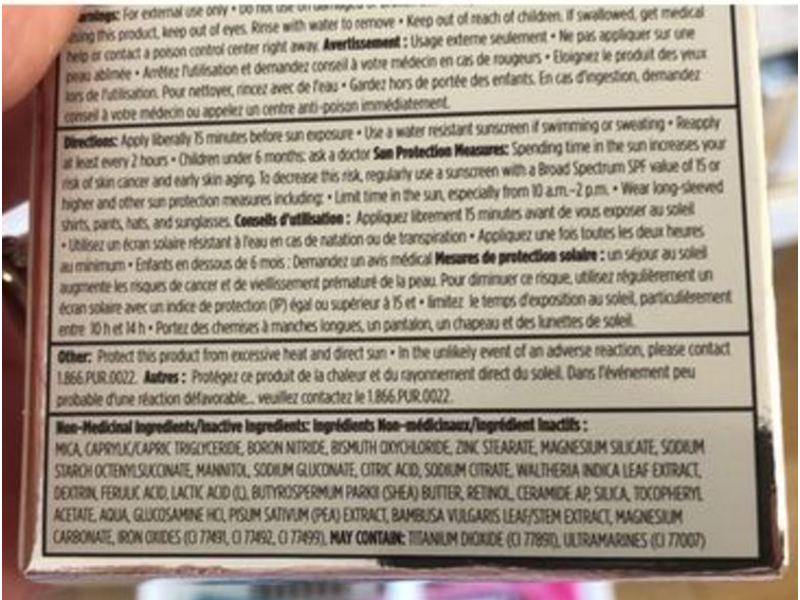 Warnings: For external use only • Do not use on damaged or
using this product, keep out of eyes. Rinse with water to remove • Keep out of reach of children. If swallowed, get medical
help or contact a poison control center right away. Avertissement : Usage externe seulement • Ne pas appliquer sur une
peau abîmée • Arrêtez l'utilisation et demandez conseil à votre médecin en cas de rougeurs • Eloignez le produit des yeux
lors de l'utilisation. Pour nettoyer, rincez avec de l'eau • Gardez hors de portée des enfants. En cas d'ingestion, demandez
conseil à votre médecin ou appelez un centre anti-poison immédiatement.
Directions: Apply liberally 15 minutes before sun exposure • Use a water resistant sunscreen if swimming or sweating • Reapply
at least every 2 hours • Children under 6 months: ask a doctor Sun Protection Measures: Spending time in the sun increases your
risk of skin cancer and early skin aging. To decrease this risk, regularly use a sunscreen with a Broad Spectrum SPF value of 15 or
higher and other sun protection measures including: • Limit time in the sun, especially from 10 a.m.-2 p.m. • Wear long-sleeved
shirts, pants, hats, and sunglasses. Conseils d'utilisation : Appliquez librement 15 minutes avant de vous exposer au soleil
• Utilisez un écran solaire résistant à l'eau en cas de natation ou de transpiration • Appliquez une fois toutes les deux heures
au minimum • Enfants en dessous de 6 mois : Demandez un avis médical Mesures de protection solaire : un séjour au soleil
augmente les risques de cancer et de vieillissement prématuré de la peau. Pour diminuer ce risque, utilisez régulièrement un
écran solaire avec un indice de protection (IP) égal ou supérieur à 15 et • limitez le temps d'exposition au soleil, particulièrement
entre 10 h et 14 h • Portez des chemises à manches longues, un pantalon, un chapeau et des lunettes de soleil.
Other: Protect this product from excessive heat and direct sun • In the unlikely event of an adverse reaction, please contact
1.866.PUR.0022. Autres : Protégez ce produit de la chaleur et du rayonnement direct du soleil. Dans l'événement peu
probable d'une réaction défavorable... veuillez contactez le 1.866.PUR.0022.
Non-Medicinal Ingredients/Inactive Ingredients: Ingrédients Non-médicinaux/Ingrédient Inactifs :
MICA, CAPRYLIC/CAPRIC TRIGLYCERIDE, BORON NITRIDE, BISMUTH OXYCHLORIDE, ZINC STEARATE, MAGNESIUM SILICATE, SODIUM
STARCH OCTENYLSUCCINATE, MANNITOL, SODIUM GLUCONATE, CITRIC ACID, SODIUM CITRATE, WALTHERIA INDICA LEAF EXTRACT,
DEXTRIN, FERULIC ACID, LACTIC ACID (L), BUTYROSPERMUM PARKII (SHEA) BUTTER, RETINOL, CERAMIDE AP, SILICA, TOCOPHERYL
ACETATE, AQUA, GLUCOSAMINE HCl, PISUM SATIVUM (PEA) EXTRACT, BAMBUSA VULGARIS LEAF/STEM EXTRACT, MAGNESIUM
CARBONATE, IRON OXIDES (CI 77491, CI 77492, CI 77499), MAY CONTAIN: TITANIUM DIOXIDE (CI 77891), ULTRAMARINES (CI 77007)